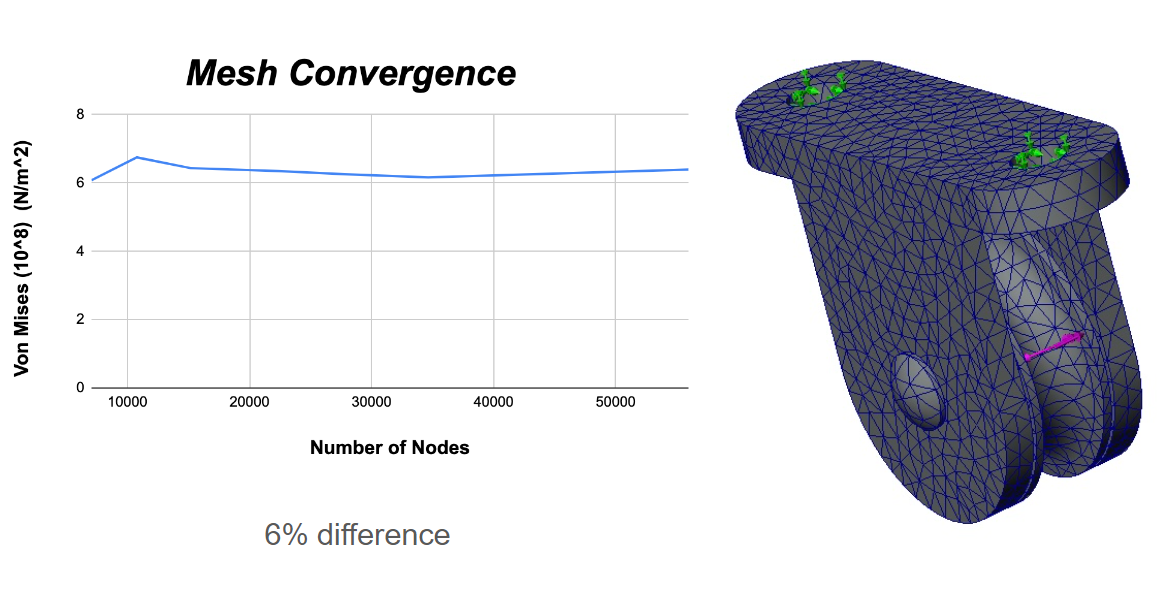 Mesh Convergence
Von Mises (10^8) (N/m^2)
8
6
4
2
0
10000 20000 30000 40000 50000
Number of Nodes
6% difference